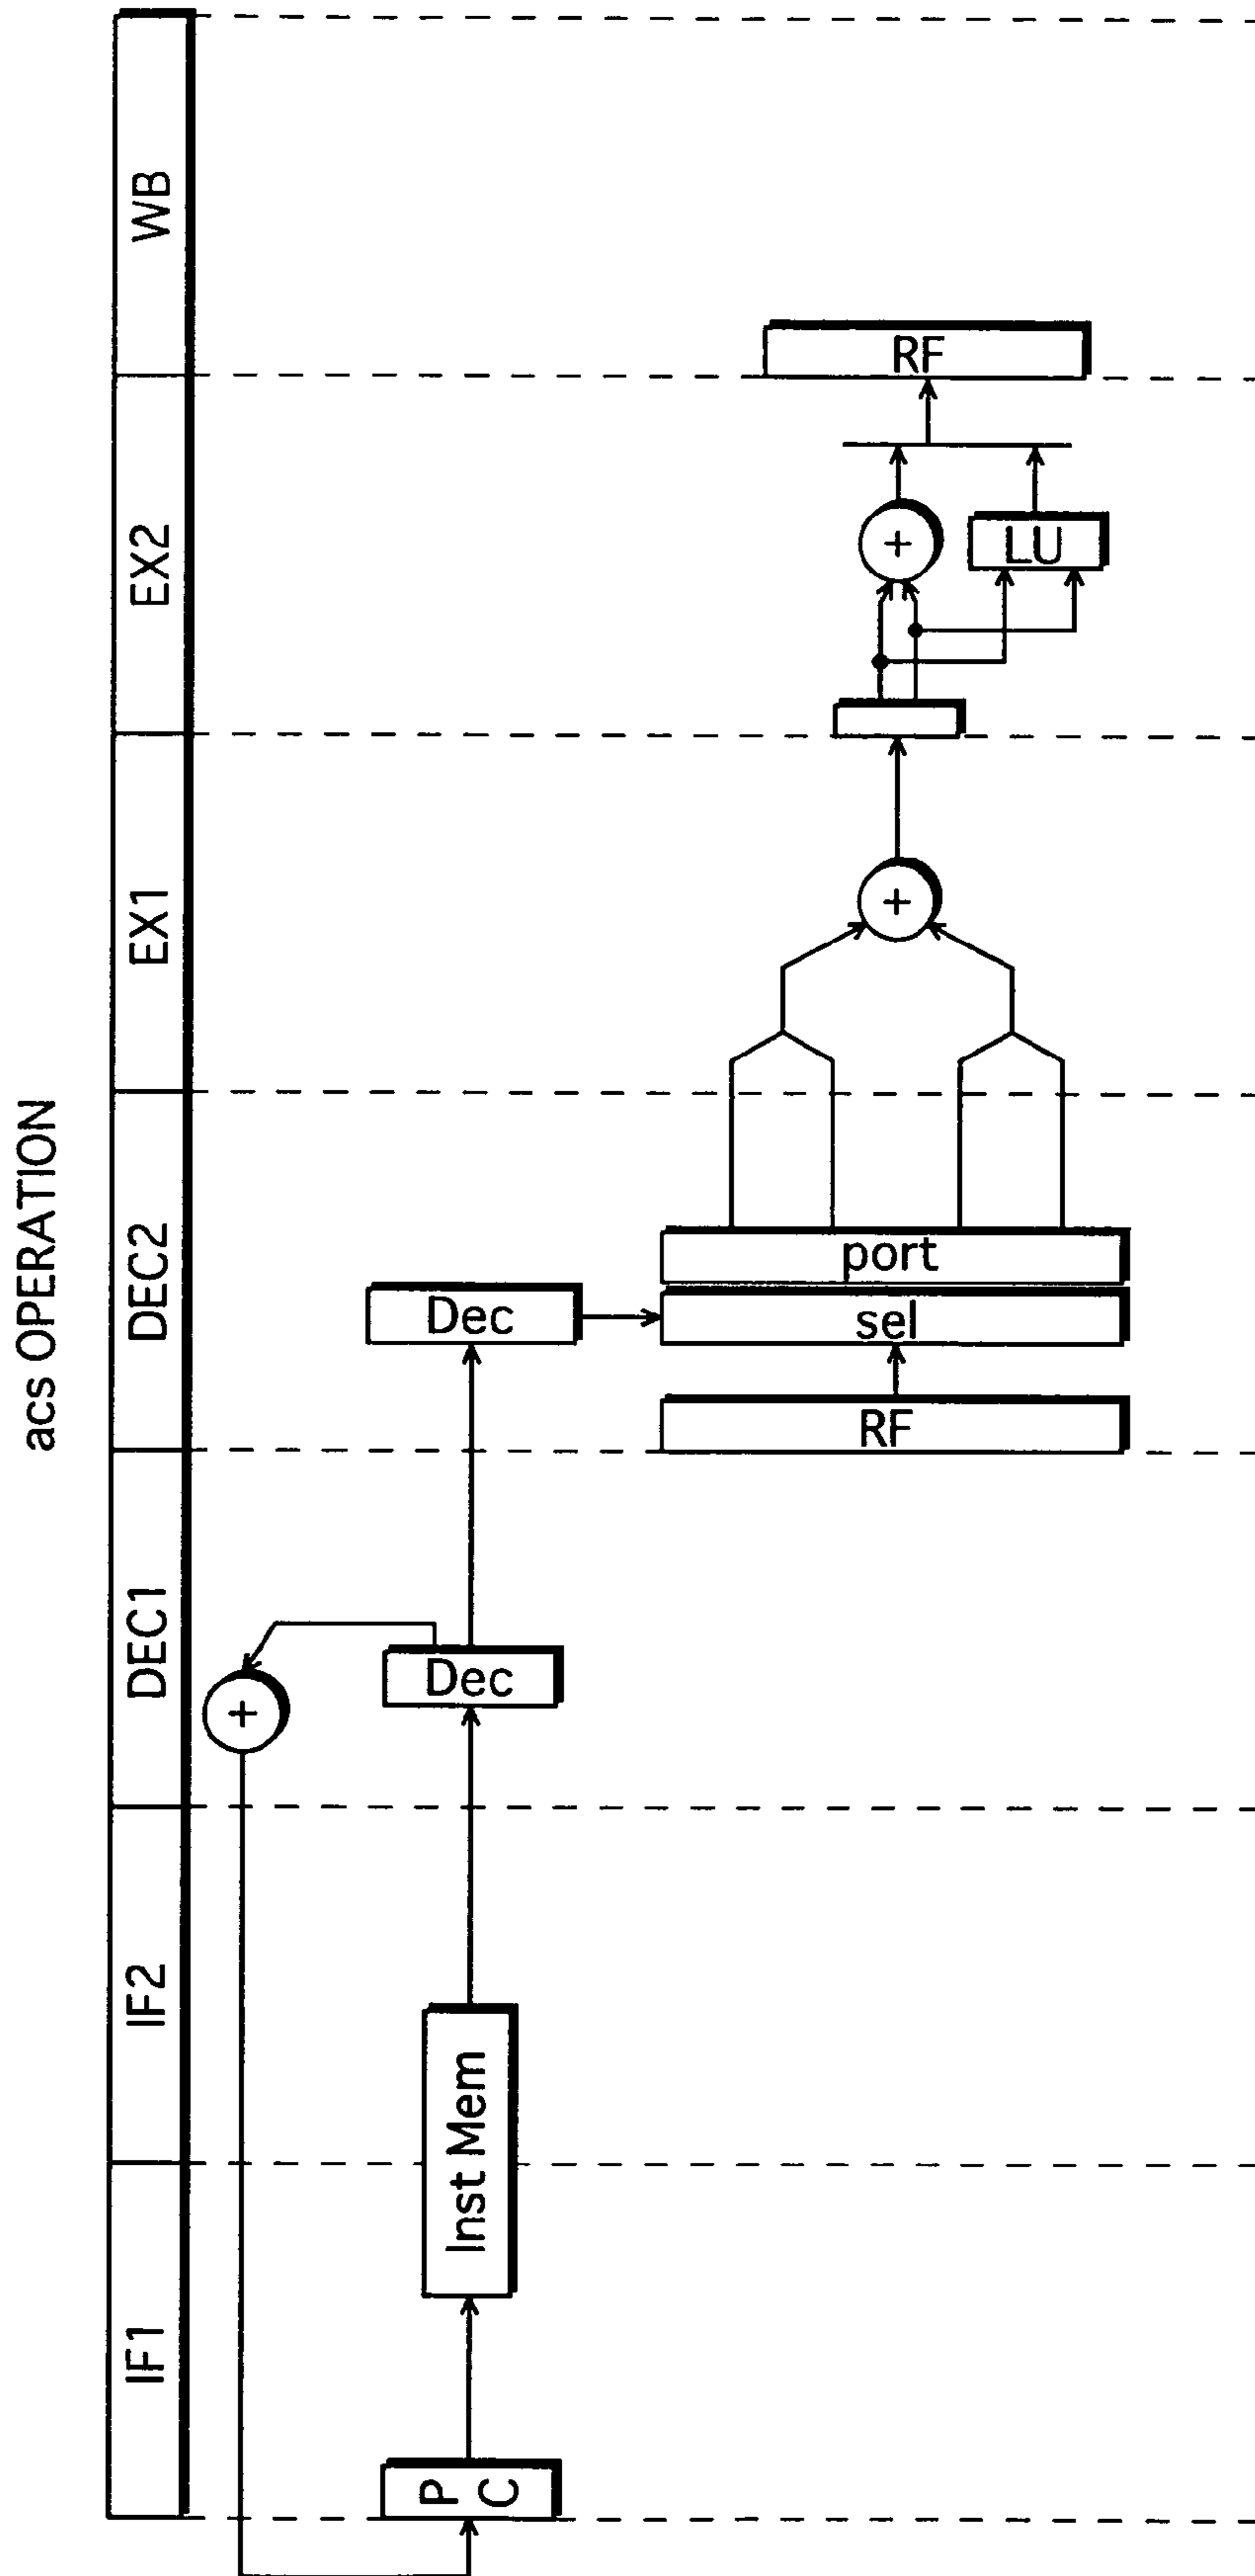 acs OPERATION
IF1
IF2
DEC1
DEC2
EX1
EX2
WB
P
C
Inst Mem
Dec
+
Dec
RF
sel
port
+
+
LU
RF